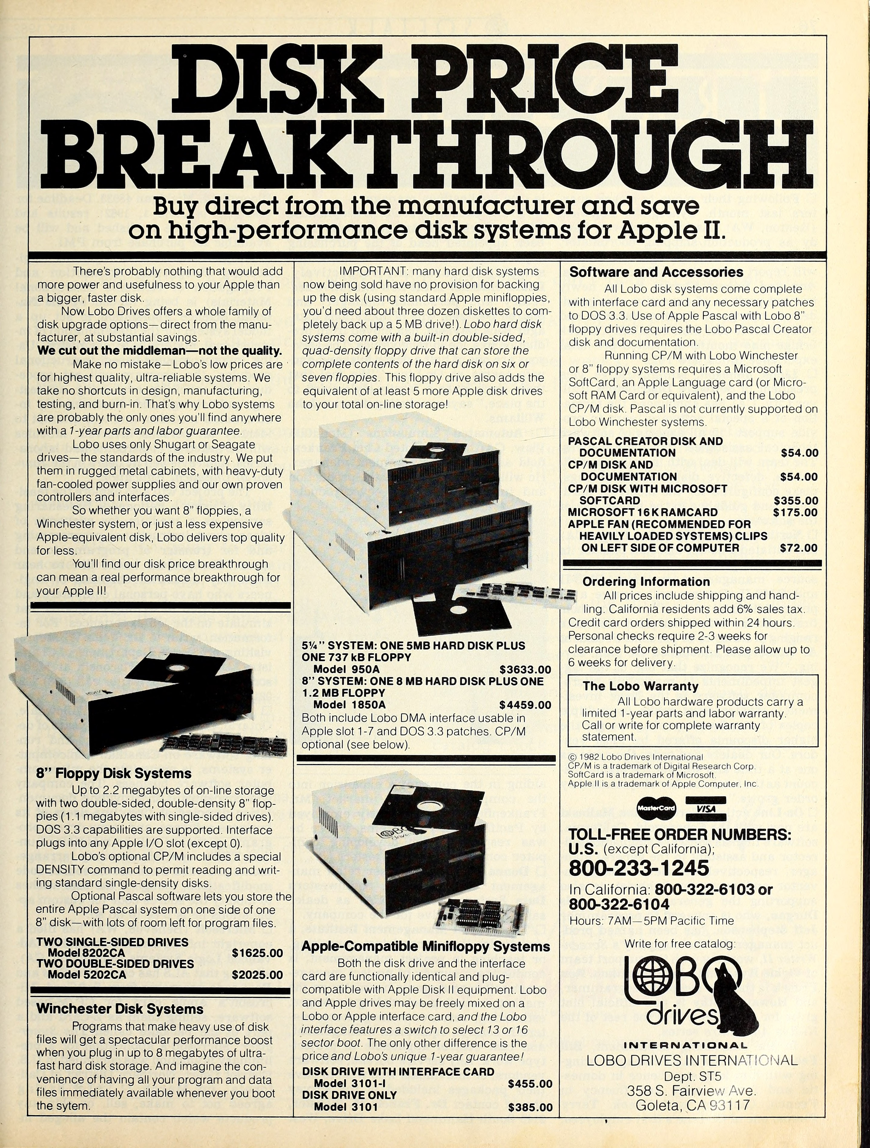 DISK PRICE
BREAKTHROUGH
Buy direct from the manufacturer and save
on high-performance disk systems for Apple II.
There's probably nothing that would add
more power and usefulness to your Apple than
a bigger, faster disk.
Now Lobo Drives offers a whole family of
disk upgrade options—direct from the manu-
facturer, at substantial savings.
We cut out the middleman—not the quality.
Make no mistake—Lobo's low prices are
for highest quality, ultra-reliable systems. We
take no shortcuts in design, manufacturing,
testing, and burn-in. That's why Lobo systems
are probably the only ones you'll find anywhere
with a 1-year parts and labor guarantee.
Lobo uses only Shugart or Seagate
drives—the standards of the industry. We put
them in rugged metal cabinets, with heavy-duty
fan-cooled power supplies and our own proven
controllers and interfaces.
So whether you want 8" floppies, a
Winchester system, or just a less expensive
Apple-equivalent disk, Lobo delivers top quality
for less.
You'll find our disk price breakthrough
can mean a real performance breakthrough for
your Apple II!
8" Floppy Disk Systems
Up to 2.2 megabytes of on-line storage
with two double-sided, double-density 8" flop-
pies (1.1 megabytes with single-sided drives).
DOS 3.3 capabilities are supported. Interface
plugs into any Apple I/O slot (except 0).
Lobo's optional CP/M includes a special
DENSITY command to permit reading and writ-
ing standard single-density disks.
Optional Pascal software lets you store the
entire Apple Pascal system on one side of one
8" disk—with lots of room left for program files.
TWO SINGLE-SIDED DRIVES
Model 8202CA $1625.00
TWO DOUBLE-SIDED DRIVES
Model 5202CA $2025.00
Winchester Disk Systems
Programs that make heavy use of disk
files will get a spectacular performance boost
when you plug in up to 8 megabytes of ultra-
fast hard disk storage. And imagine the con-
venience of having all your program and data
files immediately available whenever you boot
the sytem.
IMPORTANT: many hard disk systems
now being sold have no provision for backing
up the disk (using standard Apple minifloppies,
you'd need about three dozen diskettes to com-
pletely back up a 5 MB drive!). Lobo hard disk
systems come with a built-in double-sided,
quad-density floppy drive that can store the
complete contents of the hard disk on six or
seven floppies. This floppy drive also adds the
equivalent of at least 5 more Apple disk drives
to your total on-line storage!
5¼" SYSTEM: ONE 5MB HARD DISK PLUS
ONE 737 kB FLOPPY
Model 950A $3633.00
8" SYSTEM: ONE 8 MB HARD DISK PLUS ONE
1.2 MB FLOPPY
Model 1850A $4459.00
Both include Lobo DMA interface usable in
Apple slot 1-7 and DOS 3.3 patches. CP/M
optional (see below).
LOBO
drives
Apple-Compatible Minifloppy Systems
Both the disk drive and the interface
card are functionally identical and plug-
compatible with Apple Disk II equipment. Lobo
and Apple drives may be freely mixed on a
Lobo or Apple interface card, and the Lobo
interface features a switch to select 13 or 16
sector boot. The only other difference is the
price and Lobo's unique 1-year guarantee!
DISK DRIVE WITH INTERFACE CARD
Model 3101-I $455.00
DISK DRIVE ONLY
Model 3101 $385.00
Software and Accessories
All Lobo disk systems come complete
with interface card and any necessary patches
to DOS 3.3. Use of Apple Pascal with Lobo 8"
floppy drives requires the Lobo Pascal Creator
disk and documentation.
Running CP/M with Lobo Winchester
or 8" floppy systems requires a Microsoft
SoftCard, an Apple Language card (or Micro-
soft RAM Card or equivalent), and the Lobo
CP/M disk. Pascal is not currently supported on
Lobo Winchester systems.
PASCAL CREATOR DISK AND
DOCUMENTATION $54.00
CP/M DISK AND
DOCUMENTATION $54.00
CP/M DISK WITH MICROSOFT
SOFTCARD $355.00
MICROSOFT 16K RAMCARD $175.00
APPLE FAN (RECOMMENDED FOR
HEAVILY LOADED SYSTEMS) CLIPS
ON LEFT SIDE OF COMPUTER $72.00
Ordering Information
All prices include shipping and hand-
ling. California residents add 6% sales tax.
Credit card orders shipped within 24 hours.
Personal checks require 2-3 weeks for
clearance before shipment. Please allow up to
6 weeks for delivery.
The Lobo Warranty
All Lobo hardware products carry a
limited 1-year parts and labor warranty.
Call or write for complete warranty
statement.
© 1982 Lobo Drives International
CP/M is a trademark of Digital Research Corp.
SoftCard is a trademark of Microsoft.
Apple II is a trademark of Apple Computer, Inc.
MasterCard VISA
TOLL-FREE ORDER NUMBERS:
U.S. (except California);
800-233-1245
In California: 800-322-6103 or
800-322-6104
Hours: 7AM—5PM Pacific Time
Write for free catalog:
LOBO
drives
INTERNATIONAL
LOBO DRIVES INTERNATIONAL
Dept. ST5
358 S. Fairview Ave.
Goleta, CA 93117